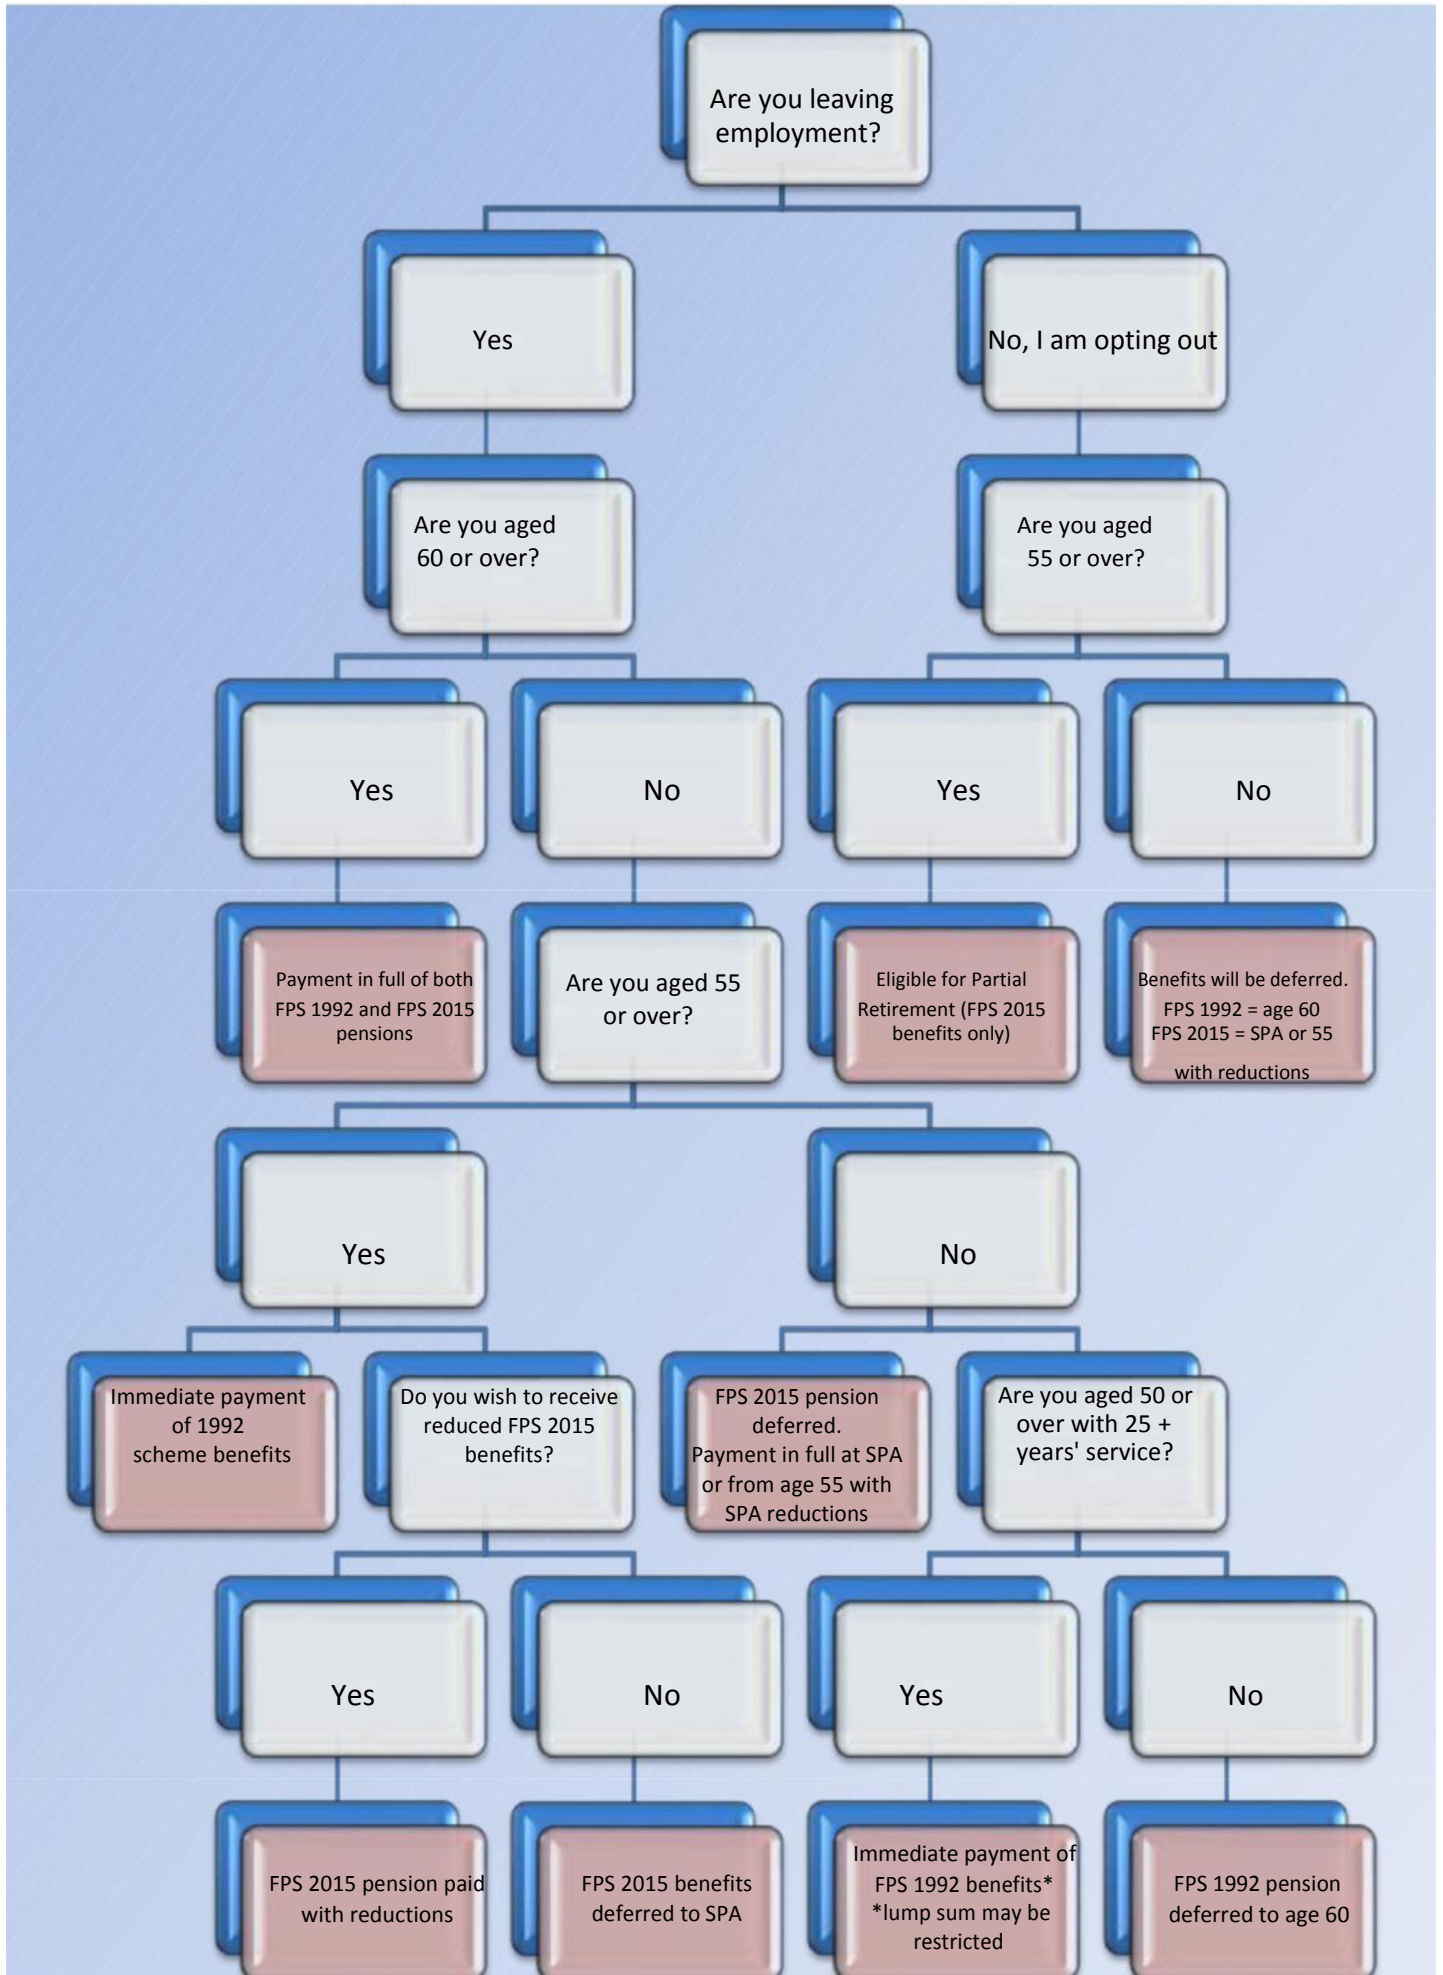 Are you leaving
employment?
Yes
No, I am opting out
Are you aged
60 or over?
Are you aged
55 or over?
Yes
No
Yes
No
Payment in full of both
FPS 1992 and FPS 2015
pensions
Are you aged 55
or over?
Eligible for Partial
Retirement (FPS 2015
benefits only)
Benefits will be deferred.
FPS 1992 = age 60
FPS 2015 = SPA or 55
with reductions
Yes
No
Immediate payment
of 1992
scheme benefits
Do you wish to receive
reduced FPS 2015
benefits?
FPS 2015 pension
deferred.
Payment in full at SPA
or from age 55 with
SPA reductions
Are you aged 50 or
over with 25 +
years' service?
Yes
No
Yes
No
FPS 2015 pension paid
with reductions
FPS 2015 benefits
deferred to SPA
Immediate payment of
FPS 1992 benefits*
*lump sum may be
restricted
FPS 1992 pension
deferred to age 60